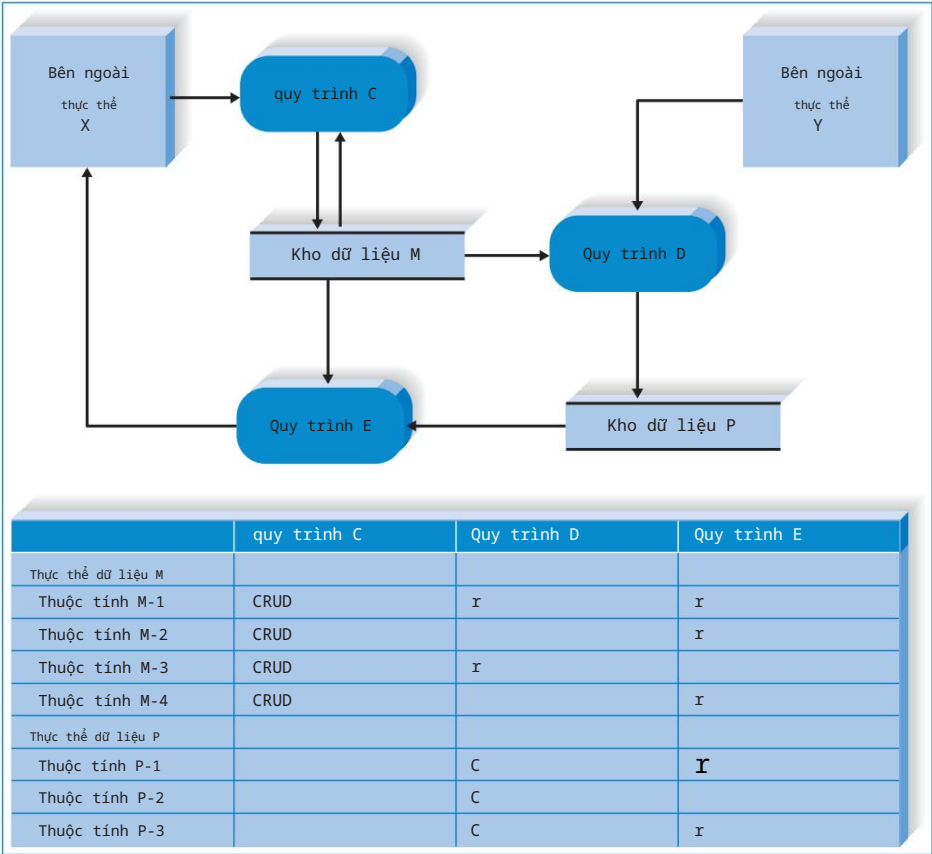 Bên ngoài
thực thể
X
quy trình C
Bên ngoài
thực thể
Y
Kho dữ liệu M
Quy trình D
Quy trình E
Kho dữ liệu P
quy trình C Quy trình D Quy trình E
Thực thể dữ liệu M
Thuộc tính M-1 CRUD r r
Thuộc tính M-2 CRUD r
Thuộc tính M-3 CRUD r
Thuộc tính M-4 CRUD r
Thực thể dữ liệu P
Thuộc tính P-1 C r
Thuộc tính P-2 C
Thuộc tính P-3 C r